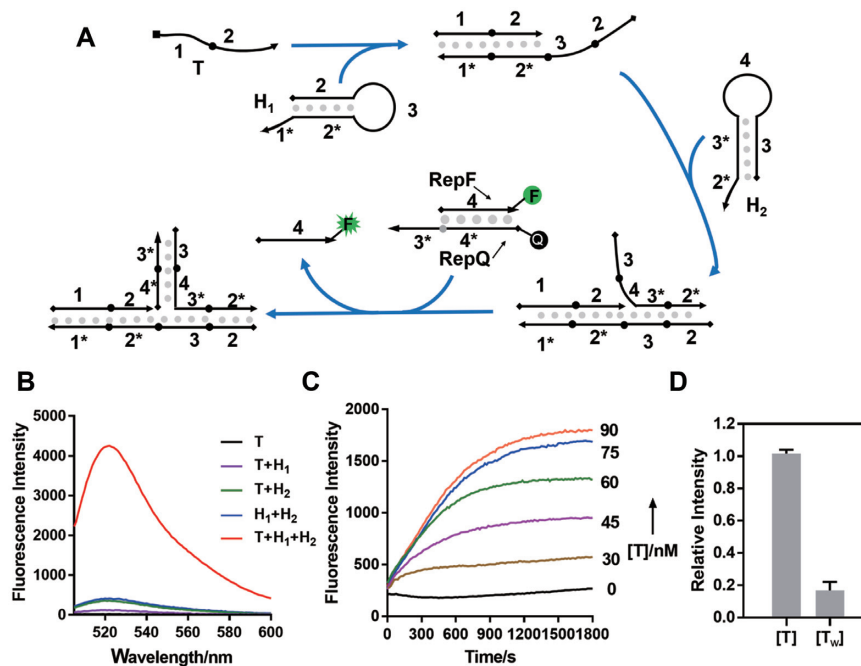 A
1 2
T
H1
2
3
1* 2*
1 2
3 2
1* 2*
4
3* 3
2*
H2
RepF
4 F
3* 4* Q
RepQ
4 F
3* 3
4* 4
1 2 3* 2*
1* 2* 3 2
3
1 2 4 3* 2*
1* 2* 3 2
B
Fluorescence Intensity
5000
4000
3000
2000
1000
0
520 540 560 580 600
Wavelength/nm
T
T+H1
T+H2
H1+H2
T+H1+H2
C
Fluorescence Intensity
2000
1500
1000
500
0
0 300 600 900 1200 1500 1800
Time/s
90
75
60
45
30
0
[T]/nM
D
Relative Intensity
1.2
1.0
0.8
0.6
0.4
0.2
0.0
[T] [Tw]